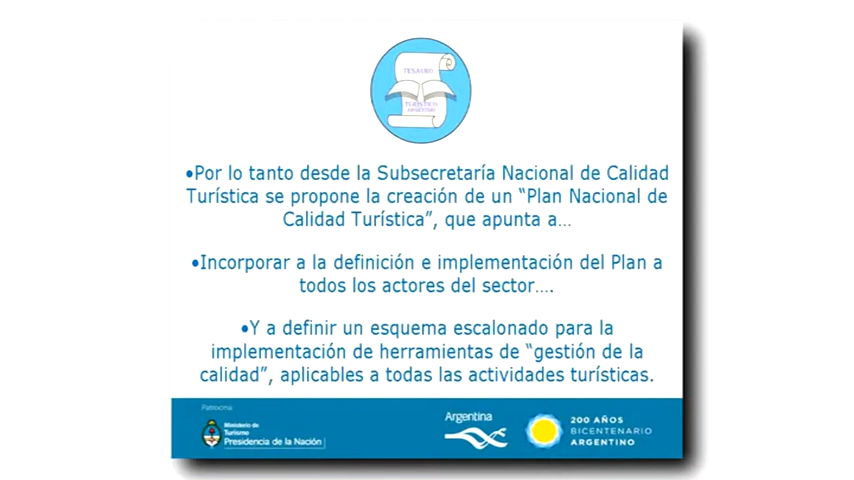 TESAURO
TURISTICO
ARGENTINO
•Por lo tanto desde la Subsecretaría Nacional de Calidad
Turística se propone la creación de un “Plan Nacional de
Calidad Turística”, que apunta a...
•Incorporar a la definición e implementación del Plan a
todos los actores del sector....
•Y a definir un esquema escalonado para la
implementación de herramientas de “gestión de la
calidad”, aplicables a todas las actividades turísticas.
Patrocina
Ministerio de
Turismo
Presidencia de la Nación
Argentina
200 AÑOS
BICENTENARIO
ARGENTINO